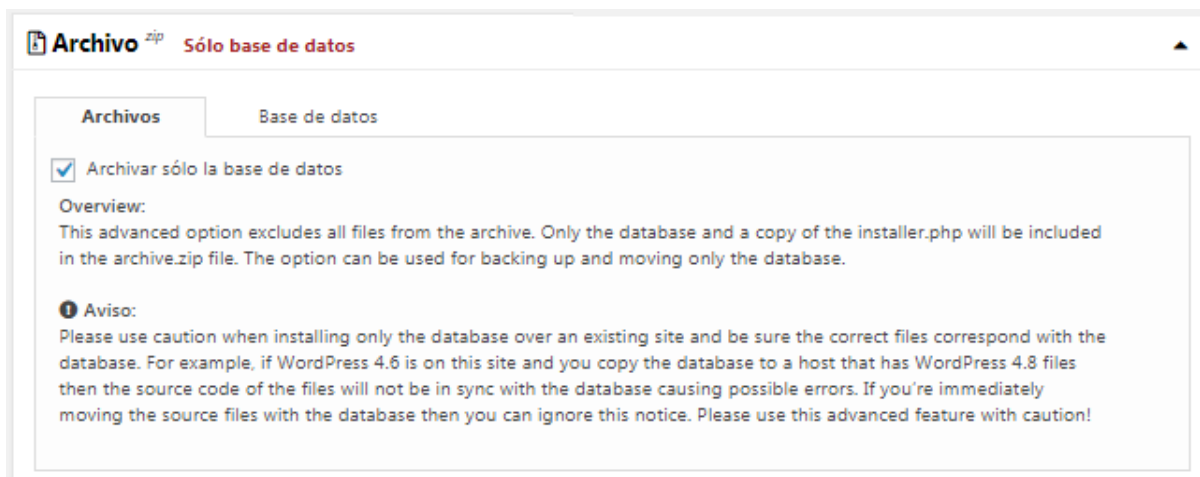 Archivo zip Sólo base de datos
Archivos Base de datos
Archivar sólo la base de datos
Overview:
This advanced option excludes all files from the archive. Only the database and a copy of the installer.php will be included
in the archive.zip file. The option can be used for backing up and moving only the database.
Aviso:
Please use caution when installing only the database over an existing site and be sure the correct files correspond with the
database. For example, if WordPress 4.6 is on this site and you copy the database to a host that has WordPress 4.8 files
then the source code of the files will not be in sync with the database causing possible errors. If you're immediately
moving the source files with the database then you can ignore this notice. Please use this advanced feature with caution!